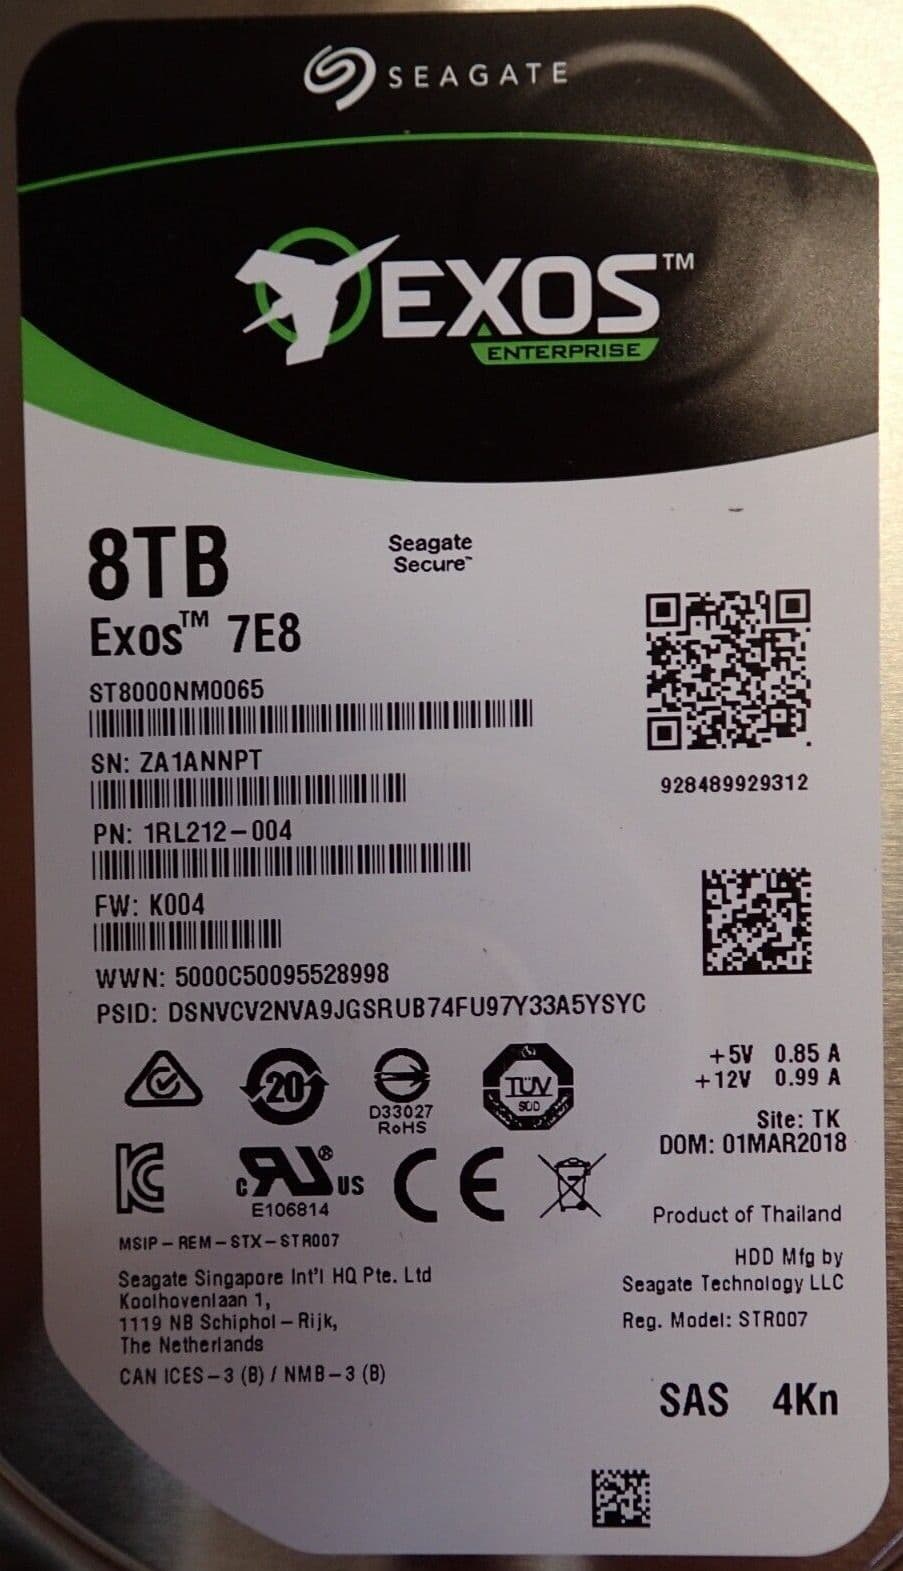 SEAGATE
EXOS™
ENTERPRISE
8TB
Seagate
Secure™
Exos™ 7E8
ST8000NM0065
SN: ZA1ANNPT
928489929312
PN: 1RL212-004
FW: K004
WWN: 5000C50095528998
PSID: DSNVCV2NVA9JGSRUB74FU97Y33A5YSYC
+5V 0.85 A
+12V 0.99 A
20
D33027
RoHS
TÜV
SÜD
Site: TK
DOM: 01MAR2018
c RU ® US
E106814
CE
Product of Thailand
MSIP-REM-STX-STR007
HDD Mfg by
Seagate Technology LLC
Seagate Singapore Int'l HQ Pte. Ltd
Koolhovenlaan 1,
1119 NB Schiphol-Rijk,
The Netherlands
Reg. Model: STR007
CAN ICES-3 (B) / NMB-3 (B)
SAS 4Kn